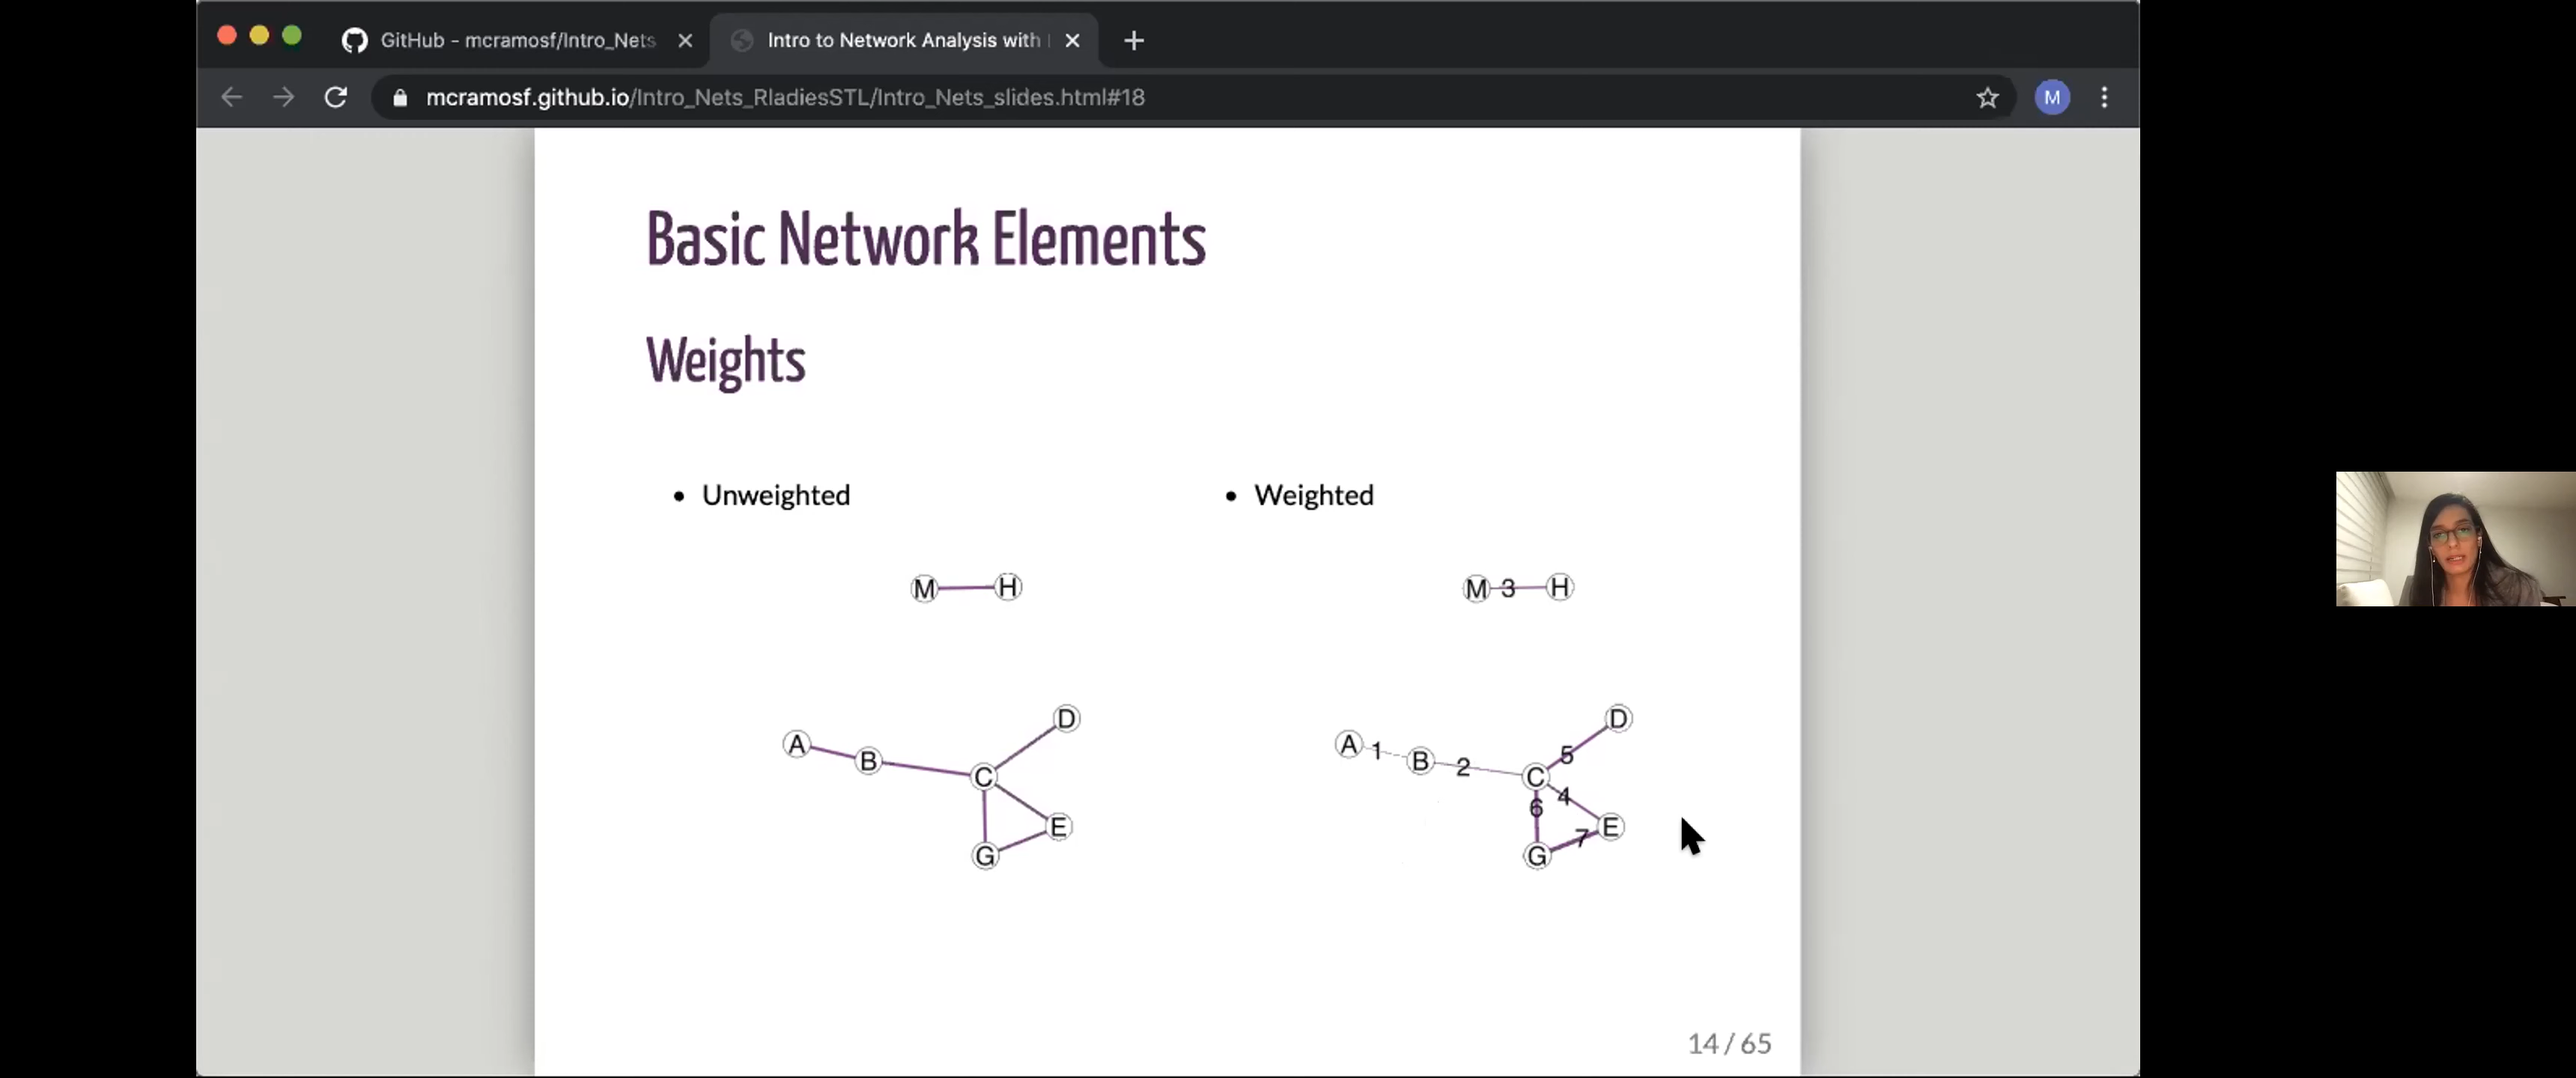 GitHub - mcramosf/Intro_Nets
Intro to Network Analysis with
mcramosf.github.io/Intro_Nets_RladiesSTL/Intro_Nets_slides.html#18
M
Basic Network Elements
Weights
• Unweighted
• Weighted
M H
M 3 H
D
A
B
C
E
G
D
A 1 B 2 C 5
6 4
7 E
G
14 / 65